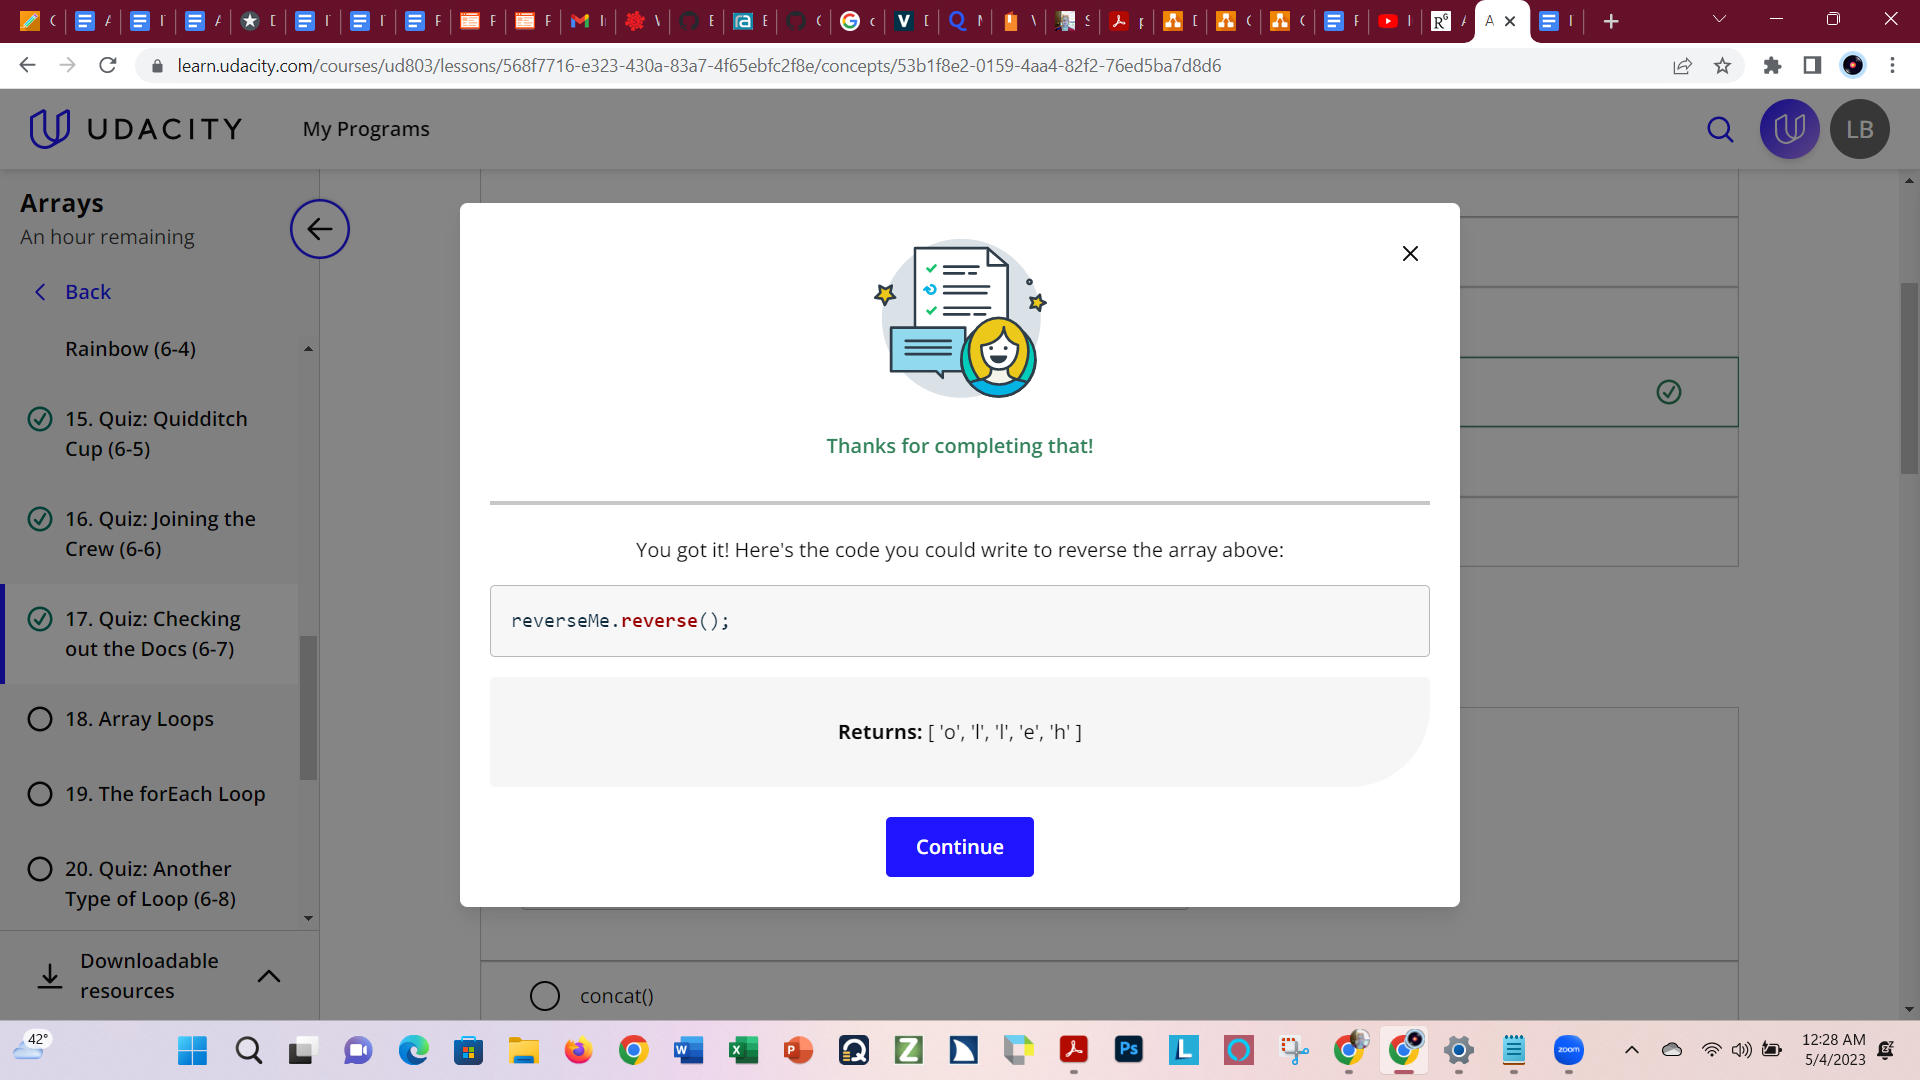 learn.udacity.com/courses/ud803/lessons/568f7716-e323-430a-83a7-4f65ebfc2f8e/concepts/53b1f8e2-0159-4aa4-82f2-76ed5ba7d8d6
UDACITY
My Programs
LB
Arrays
An hour remaining
Back
Rainbow (6-4)
15. Quiz: Quidditch
Cup (6-5)
16. Quiz: Joining the
Crew (6-6)
17. Quiz: Checking
out the Docs (6-7)
18. Array Loops
19. The forEach Loop
20. Quiz: Another
Type of Loop (6-8)
Downloadable
resources
Thanks for completing that!
You got it! Here's the code you could write to reverse the array above:
reverseMe.reverse();
Returns: [ 'o', 'l', 'l', 'e', 'h' ]
Continue
concat()
42°
zoom
12:28 AM
5/4/2023